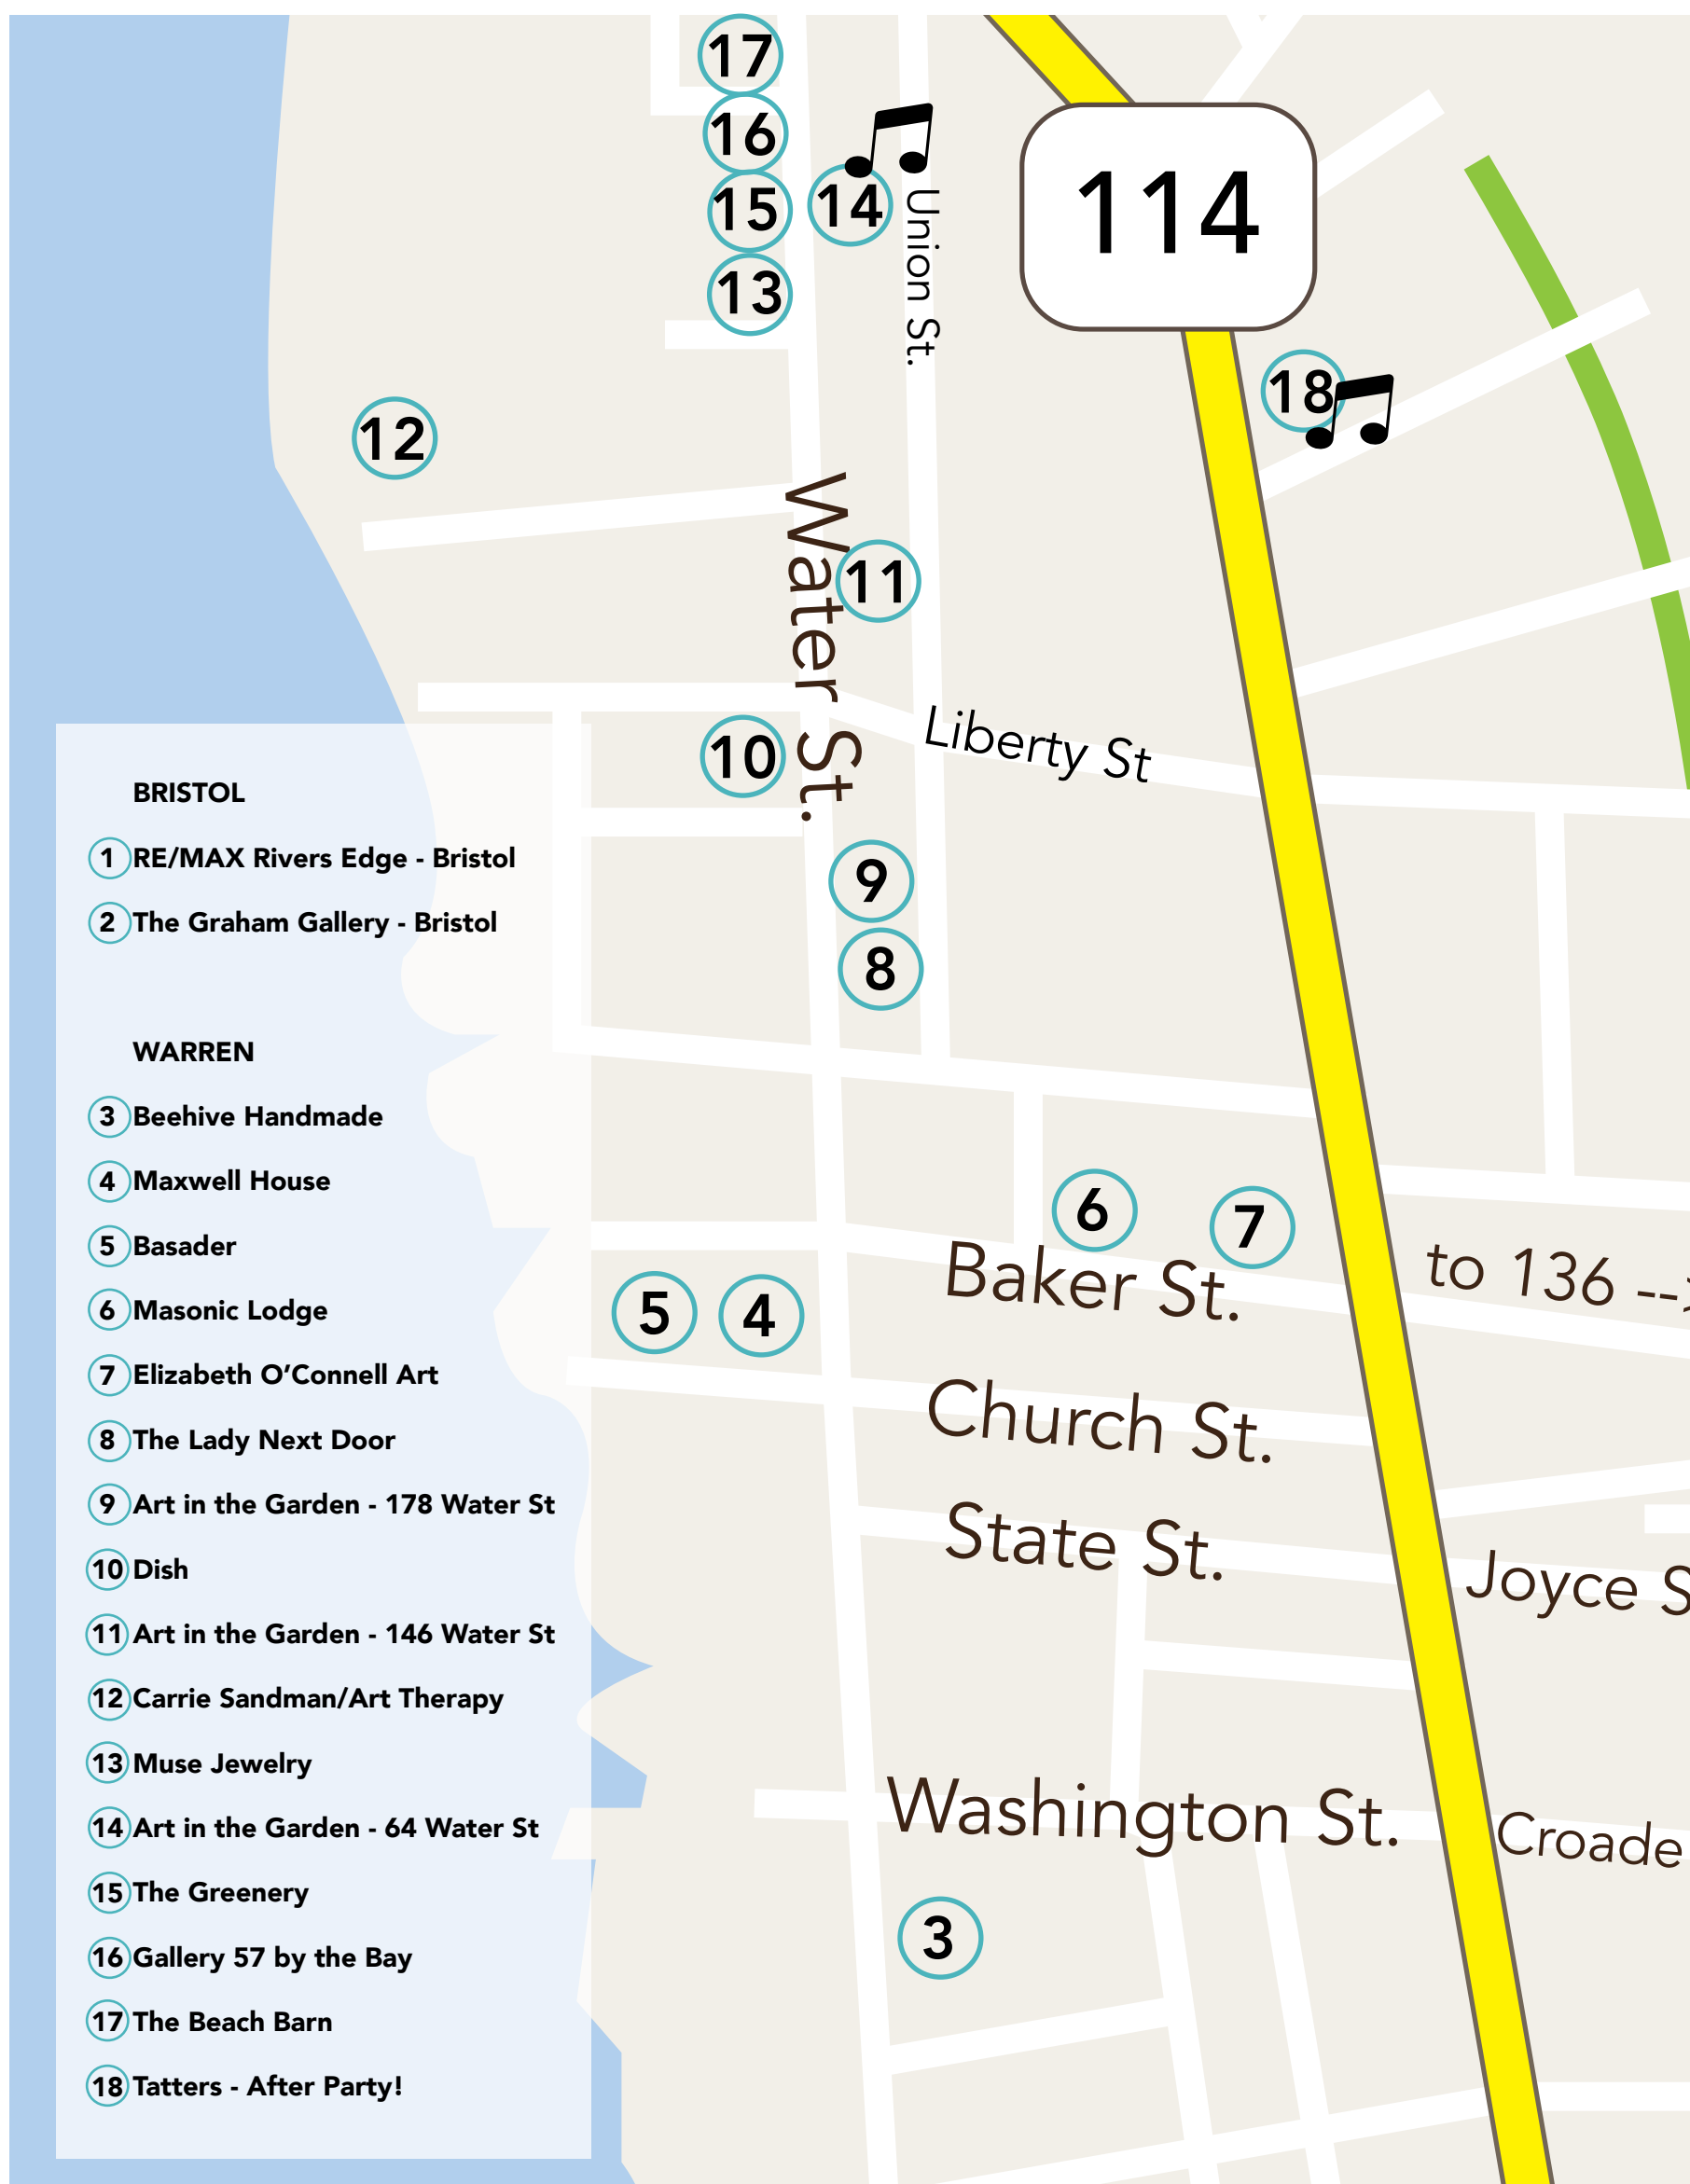 17
16
15
14
13
Union St.
114
18
12
Water St.
11
10
Liberty St
9
8
6
7
Baker St.
to 136 --
5
4
Church St.
State St.
Joyce S
Washington St.
Croade
3
BRISTOL
1 RE/MAX Rivers Edge - Bristol
2 The Graham Gallery - Bristol
WARREN
3 Beehive Handmade
4 Maxwell House
5 Basader
6 Masonic Lodge
7 Elizabeth O’Connell Art
8 The Lady Next Door
9 Art in the Garden - 178 Water St
10 Dish
11 Art in the Garden - 146 Water St
12 Carrie Sandman/Art Therapy
13 Muse Jewelry
14 Art in the Garden - 64 Water St
15 The Greenery
16 Gallery 57 by the Bay
17 The Beach Barn
18 Tatters - After Party!